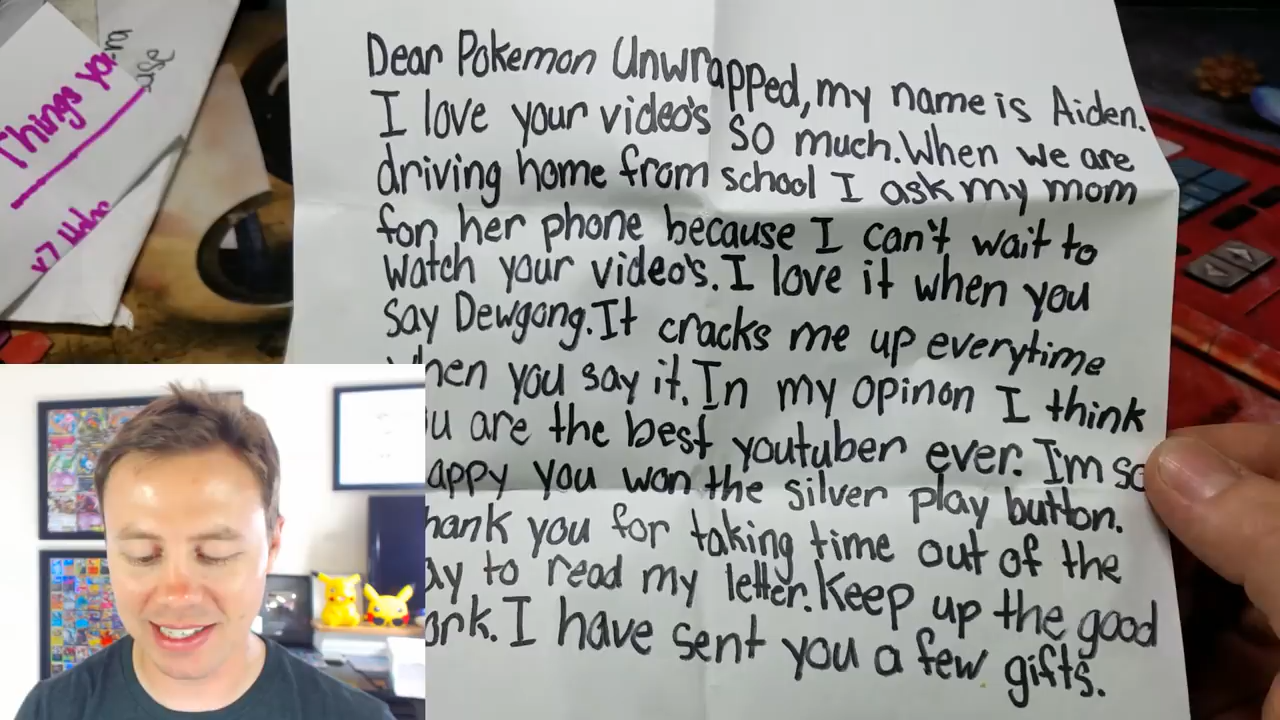 Things you
Dear Pokemon Unwrapped, my name is Aiden.
I love your video's so much. When we are
driving home from school I ask my mom
for her phone because I can't wait to
watch your video's. I love it when you
say Dewgong. It cracks me up everytime
when you say it. In my opinon I think
you are the best youtuber ever. I'm so
happy you won the silver play button.
hank you for taking time out of the
ay to read my letter. Keep up the good
ork. I have sent you a few gifts.